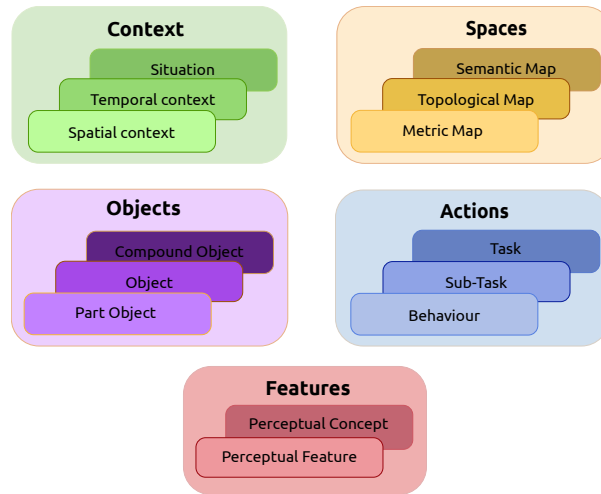 Context
Situation
Temporal context
Spatial context
Spaces
Semantic Map
Topological Map
Metric Map
Objects
Compound Object
Object
Part Object
Actions
Task
Sub-Task
Behaviour
Features
Perceptual Concept
Perceptual Feature